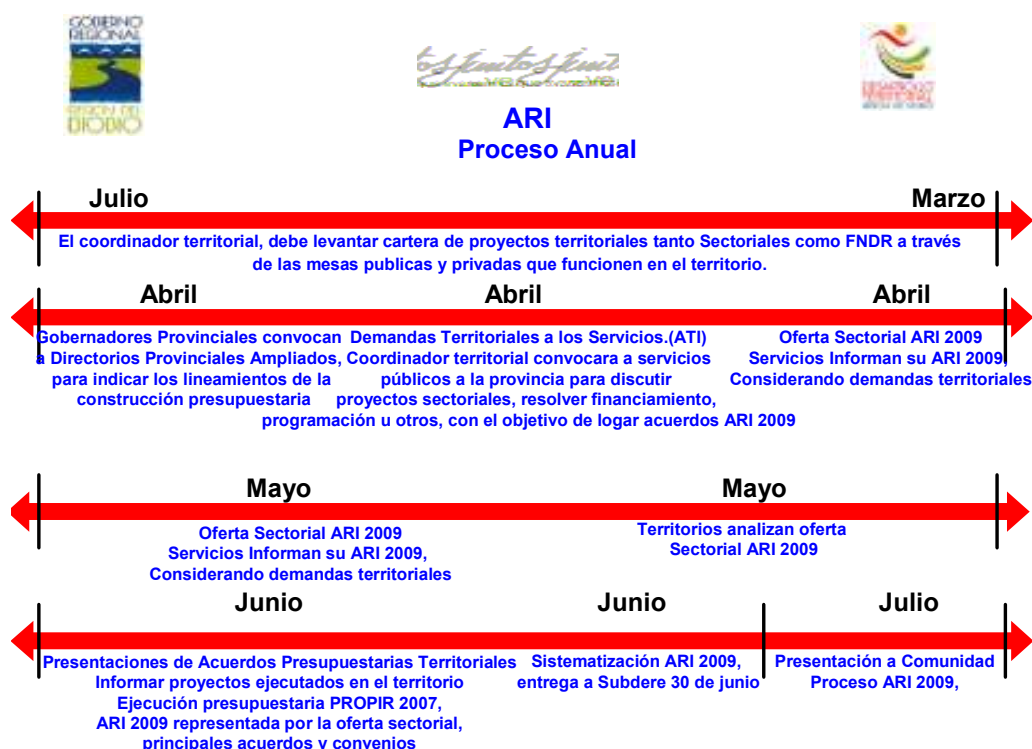 GOBIERNO
REGIONAL
REGION DEL
BIOBIO
DESARROLLO
TERRITORIAL
ARI
Proceso Anual
Julio
Marzo
El coordinador territorial, debe levantar cartera de proyectos territoriales tanto Sectoriales como FNDR a través
de las mesas publicas y privadas que funcionen en el territorio.
Abril
Abril
Abril
Gobernadores Provinciales convocan
a Directorios Provinciales Ampliados,
para indicar los lineamientos de la
construcción presupuestaria
Demandas Territoriales a los Servicios.(ATI)
Coordinador territorial convocara a servicios
públicos a la provincia para discutir
proyectos sectoriales, resolver financiamiento,
programación u otros, con el objetivo de logar acuerdos ARI 2009
Oferta Sectorial ARI 2009
Servicios Informan su ARI 2009,
Considerando demandas territoriales
Mayo
Mayo
Oferta Sectorial ARI 2009
Servicios Informan su ARI 2009,
Considerando demandas territoriales
Territorios analizan oferta
Sectorial ARI 2009
Junio
Junio
Julio
Presentaciones de Acuerdos Presupuestarias Territoriales
Informar proyectos ejecutados en el territorio
Ejecución presupuestaria PROPIR 2007,
ARI 2009 representada por la oferta sectorial,
principales acuerdos y convenios
Sistematización ARI 2009,
entrega a Subdere 30 de junio
Presentación a Comunidad
Proceso ARI 2009,